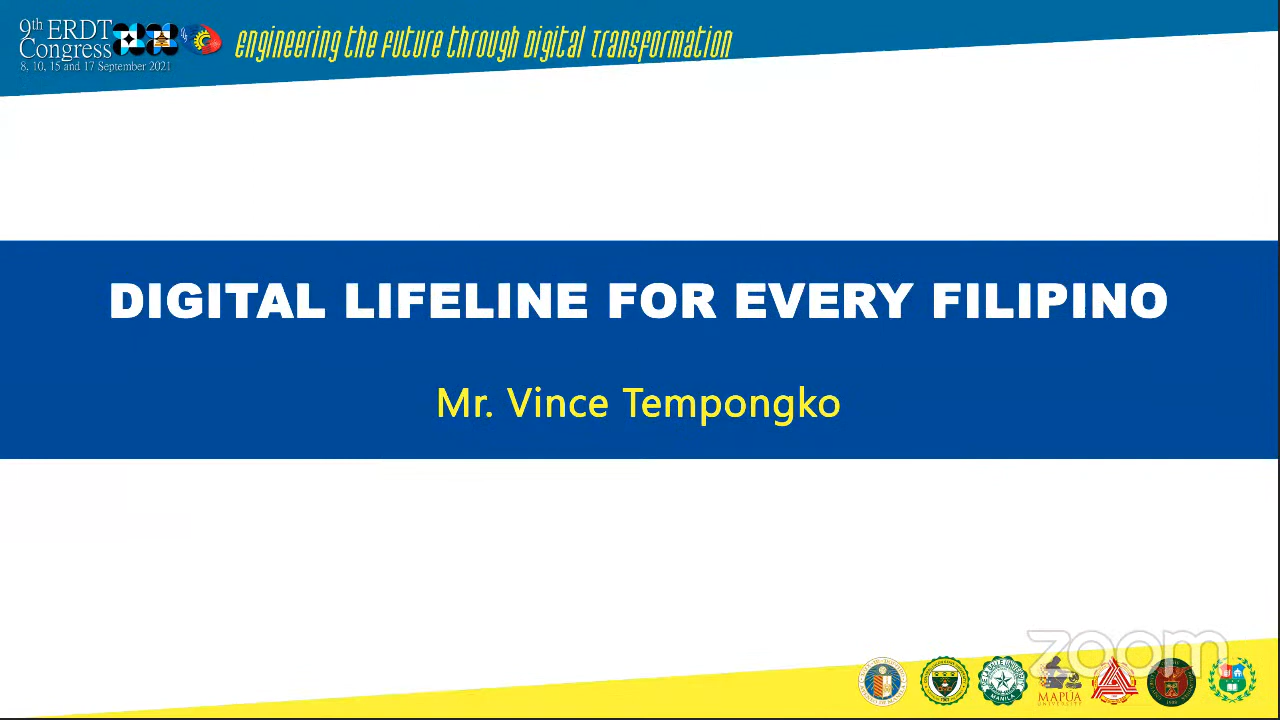 9th ERDT
Congress
8, 10, 15 and 17 September 2021
Engineering the Future through Digital Transformation
DIGITAL LIFELINE FOR EVERY FILIPINO
Mr. Vince Tempongko
zoom
MAPÚA
UNIVERSITY